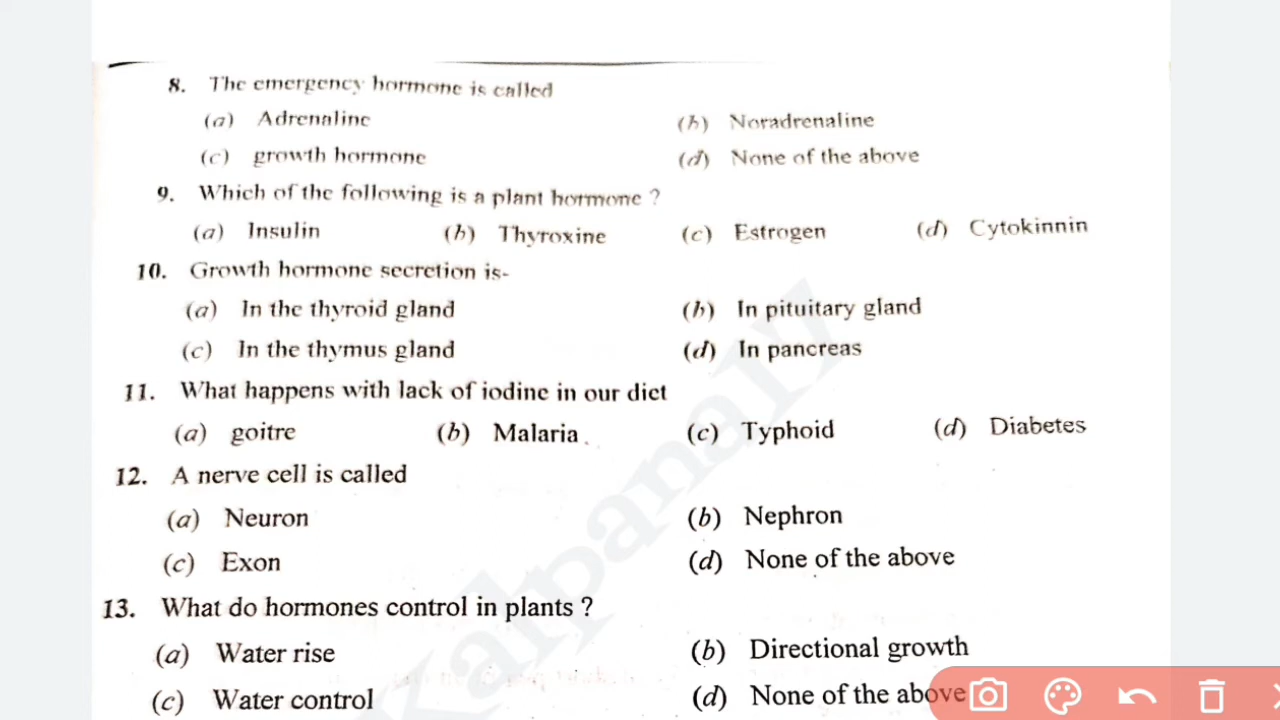 8. The emergency hormone is called
(a) Adrenaline (b) Noradrenaline
(c) growth hormone (d) None of the above
9. Which of the following is a plant hormone ?
(a) Insulin (b) Thyroxine (c) Estrogen (d) Cytokinnin
10. Growth hormone secretion is-
(a) In the thyroid gland (b) In pituitary gland
(c) In the thymus gland (d) In pancreas
11. What happens with lack of iodine in our diet
(a) goitre (b) Malaria (c) Typhoid (d) Diabetes
12. A nerve cell is called
(a) Neuron (b) Nephron
(c) Exon (d) None of the above
13. What do hormones control in plants ?
(a) Water rise (b) Directional growth
(c) Water control (d) None of the above
Kalpana17